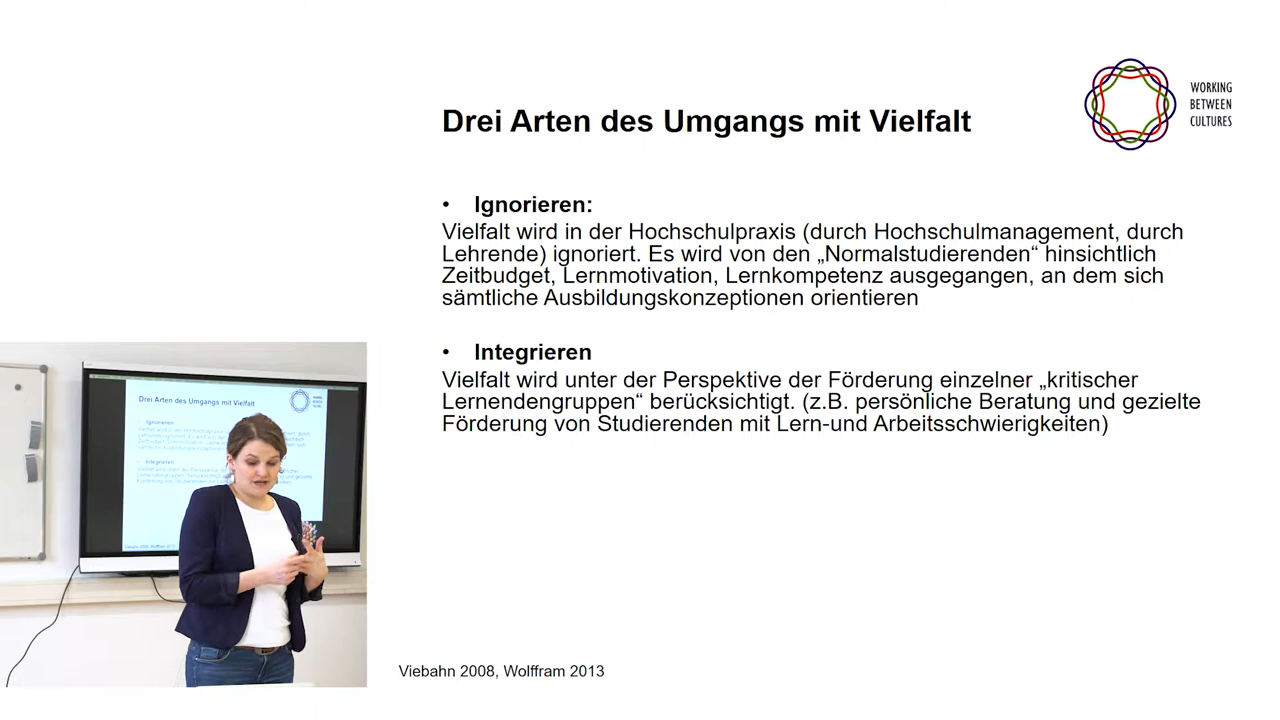 Drei Arten des Umgangs mit Vielfalt
WORKING
BETWEEN
CULTURES
• Ignorieren:
Vielfalt wird in der Hochschulpraxis (durch Hochschulmanagement, durch
Lehrende) ignoriert. Es wird von den „Normalstudierenden“ hinsichtlich
Zeitbudget, Lernmotivation, Lernkompetenz ausgegangen, an dem sich
sämtliche Ausbildungskonzeptionen orientieren
• Integrieren
Vielfalt wird unter der Perspektive der Förderung einzelner „kritischer
Lernendengruppen“ berücksichtigt. (z.B. persönliche Beratung und gezielte
Förderung von Studierenden mit Lern-und Arbeitsschwierigkeiten)
Drei Arten des Umgangs mit Vielfalt
Ignorieren
Integrieren
Viebahn 2008, Wolffram 2013